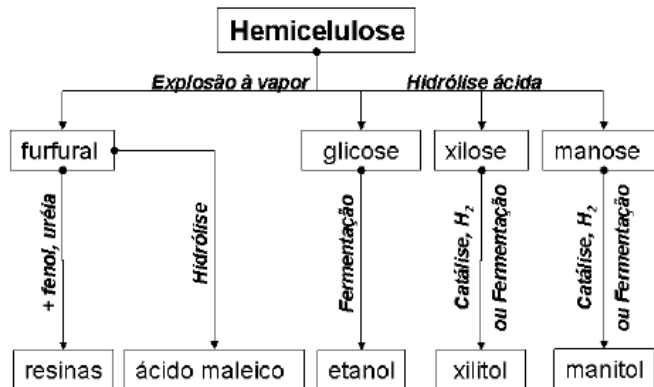 Hemicelulose
Explosão à vapor
Hidrólise ácida
furfural
glicose
xilose
manose
+ fenol, uréia
Hidrólise
Fermentação
Catálise, H₂
ou Fermentação
Catálise, H₂
ou Fermentação
resinas
ácido maleico
etanol
xilitol
manitol